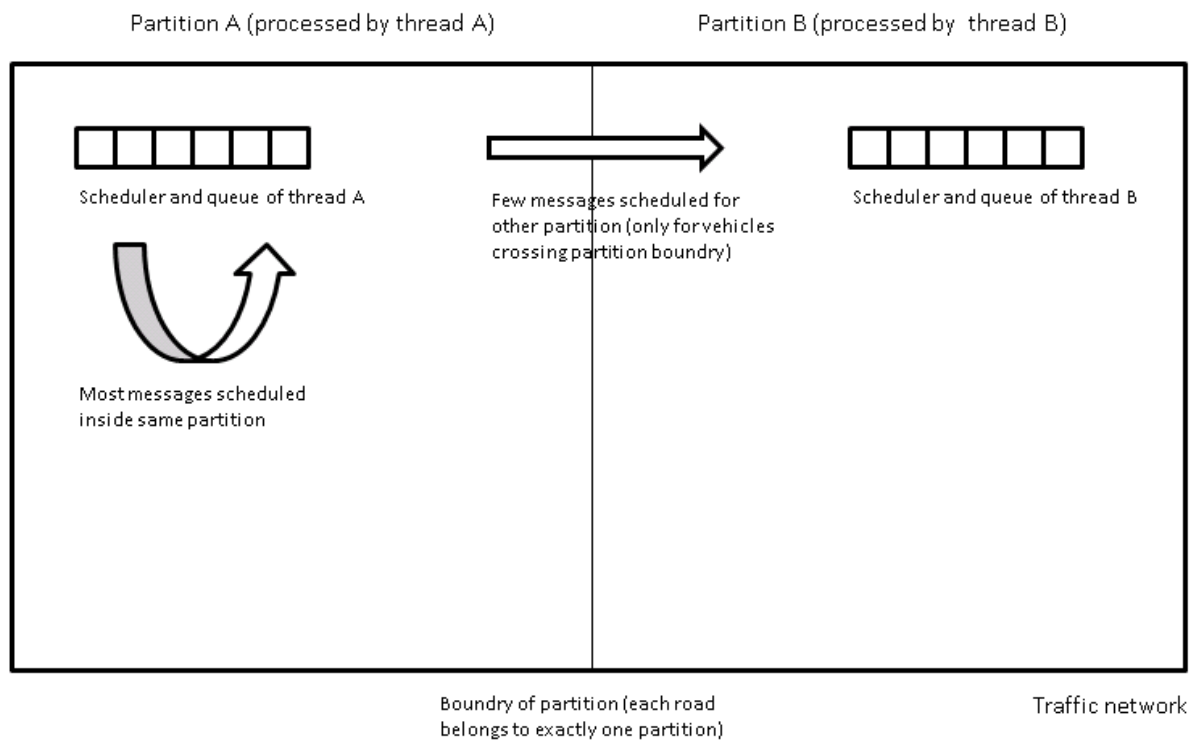 Partition A (processed by thread A)
Partition B (processed by thread B)
Scheduler and queue of thread A
Few messages scheduled for
other partition (only for vehicles
crossing partition boundry)
Scheduler and queue of thread B
Most messages scheduled
inside same partition
Boundry of partition (each road
belongs to exactly one partition)
Traffic network